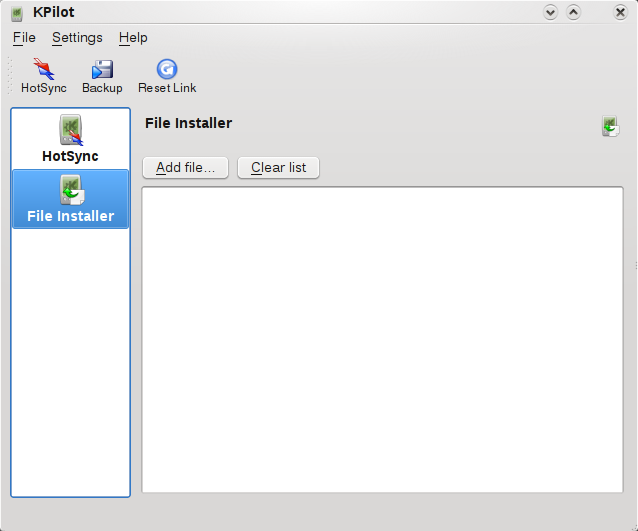 KPilot
File Settings Help
HotSync Backup Reset Link
HotSync
File Installer
File Installer
Add file... Clear list